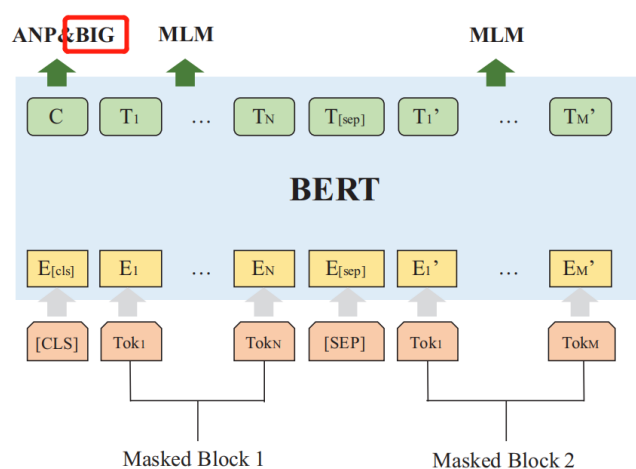 ANP&BIG MLM MLM
C T1 ... TN T[sep] T1’ ... TM’
BERT
E[cls] E1 ... EN E[sep] E1’ ... EM’
[CLS] Tok1 TokN [SEP] Tok1 TokM
Masked Block 1 Masked Block 2